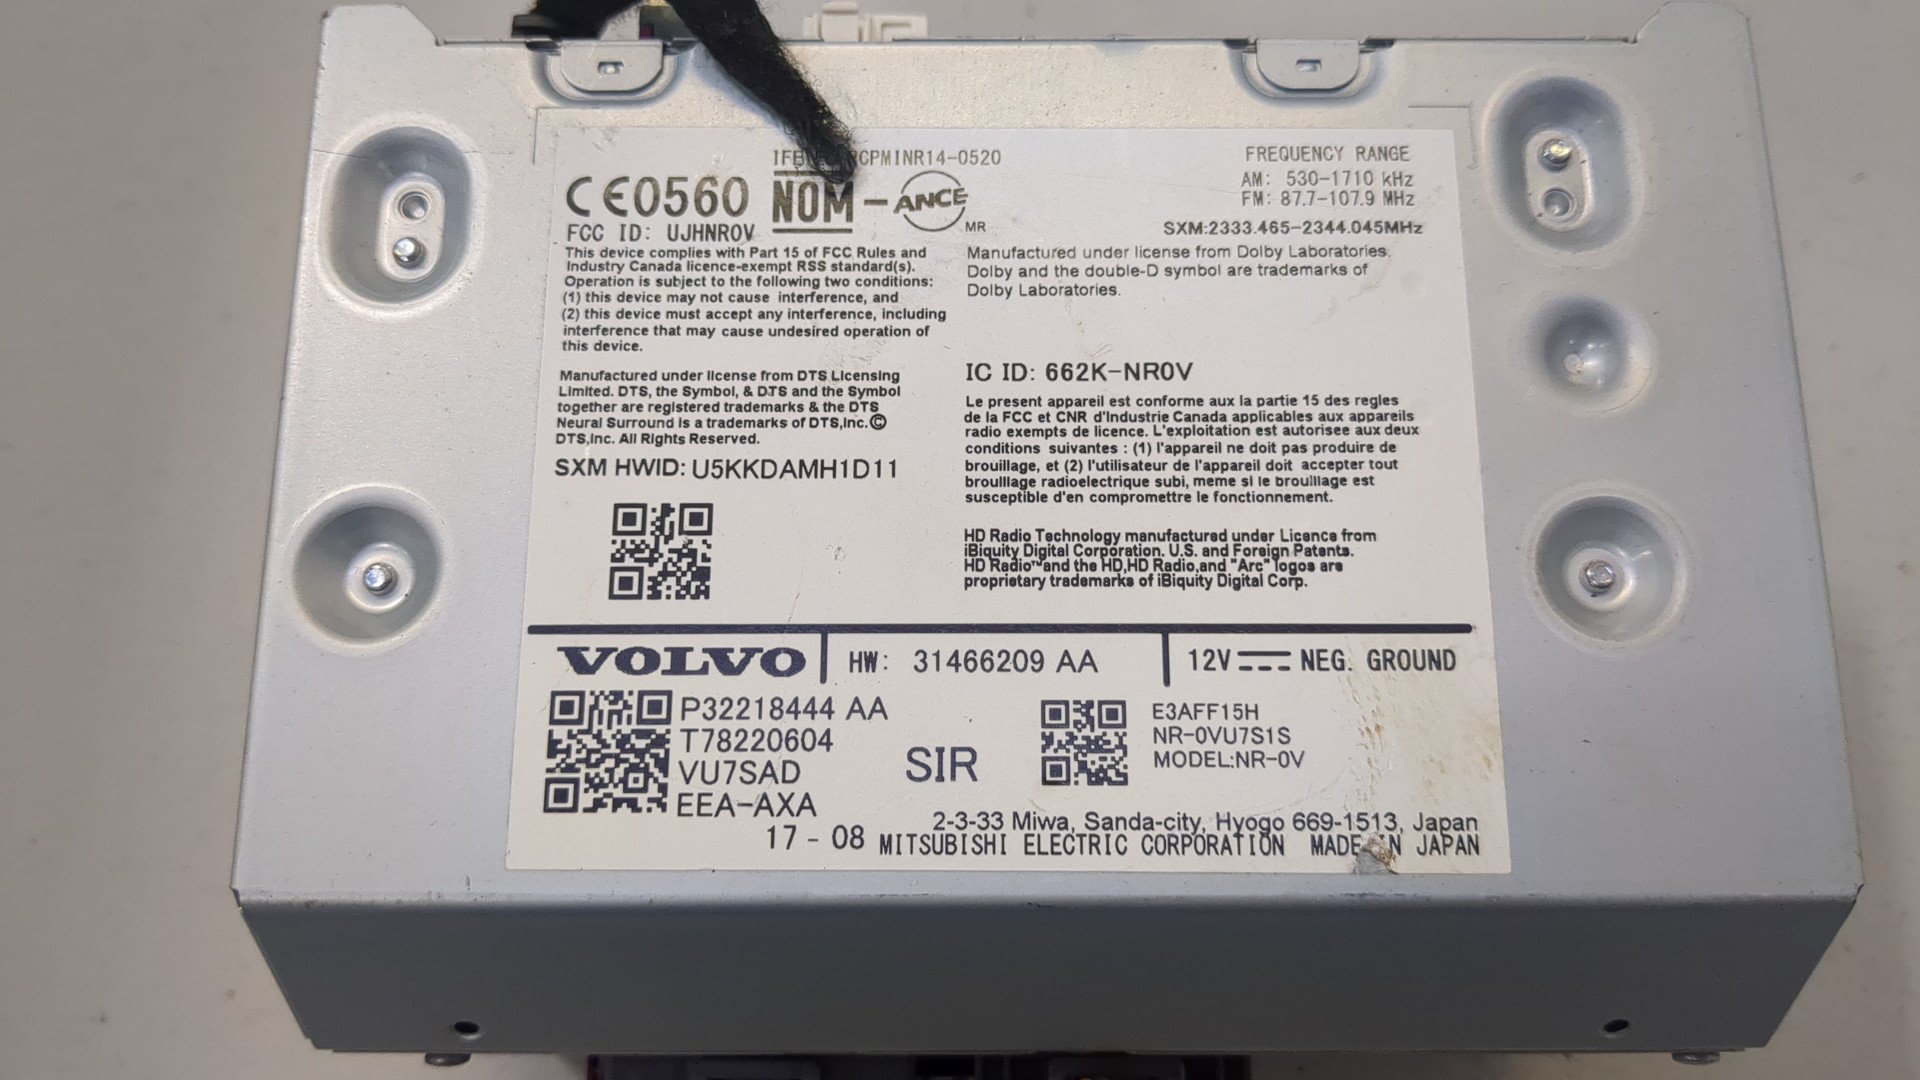 CPMINR14-0520
CE0560 NOM-ANCE
MR
FCC ID: UJHNR0V
This device complies with Part 15 of FCC Rules and
Industry Canada licence-exempt RSS standard(s).
Operation is subject to the following two conditions:
(1) this device may not cause interference, and
(2) this device must accept any interference, including
interference that may cause undesired operation of
this device.
Manufactured under license from DTS Licensing
Limited. DTS, the Symbol, & DTS and the Symbol
together are registered trademarks & the DTS
Neural Surround is a trademarks of DTS,Inc.©
DTS,Inc. All Rights Reserved.
SXM HWID: U5KKDAMH1D11
FREQUENCY RANGE
AM: 530-1710 kHz
FM: 87.7-107.9 MHz
SXM:2333.465-2344.045MHz
Manufactured under license from Dolby Laboratories.
Dolby and the double-D symbol are trademarks of
Dolby Laboratories.
IC ID: 662K-NR0V
Le present appareil est conforme aux la partie 15 des regles
de la FCC et CNR d'Industrie Canada applicables aux appareils
radio exempts de licence. L'exploitation est autorisee aux deux
conditions suivantes : (1) l'appareil ne doit pas produire de
brouillage, et (2) l'utilisateur de l'appareil doit accepter tout
brouillage radioelectrique subi, meme si le brouillage est
susceptible d'en compromettre le fonctionnement.
HD Radio Technology manufactured under Licence from
iBiquity Digital Corporation. U.S. and Foreign Patents.
HD Radio™ and the HD,HD Radio,and "Arc" logos are
proprietary trademarks of iBiquity Digital Corp.
VOLVO
HW: 31466209 AA
12V NEG. GROUND
P32218444 AA
T78220604
VU7SAD
EEA-AXA
SIR
E3AFF15H
NR-0VU7S1S
MODEL:NR-0V
17-08
2-3-33 Miwa, Sanda-city, Hyogo 669-1513, Japan
MITSUBISHI ELECTRIC CORPORATION MADE IN JAPAN